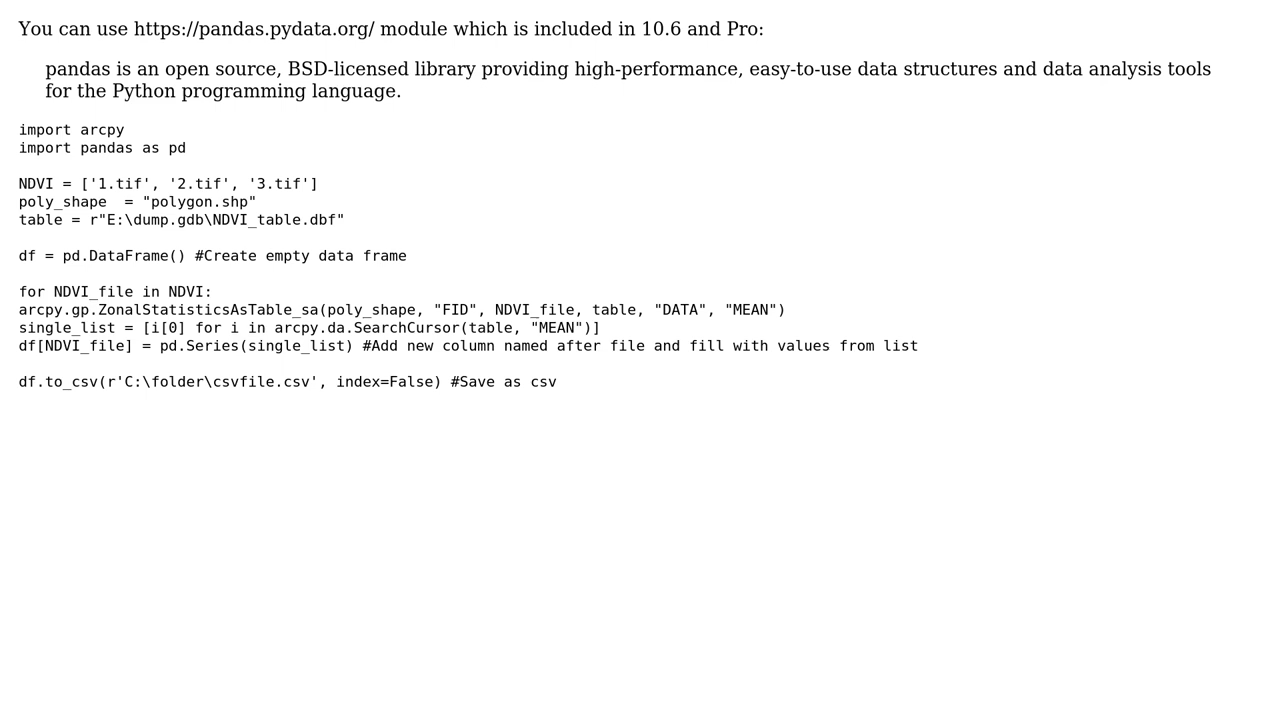 You can use https://pandas.pydata.org/ module which is included in 10.6 and Pro:
pandas is an open source, BSD-licensed library providing high-performance, easy-to-use data structures and data analysis tools
for the Python programming language.
import arcpy
import pandas as pd
NDVI = ['1.tif', '2.tif', '3.tif']
poly_shape  = "polygon.shp"
table = r"E:\dump.gdb\NDVI_table.dbf"
df = pd.DataFrame() #Create empty data frame
for NDVI_file in NDVI:
arcpy.gp.ZonalStatisticsAsTable_sa(poly_shape, "FID", NDVI_file, table, "DATA", "MEAN")
single_list = [i[0] for i in arcpy.da.SearchCursor(table, "MEAN")]
df[NDVI_file] = pd.Series(single_list) #Add new column named after file and fill with values from list
df.to_csv(r'C:\folder\csvfile.csv', index=False) #Save as csv